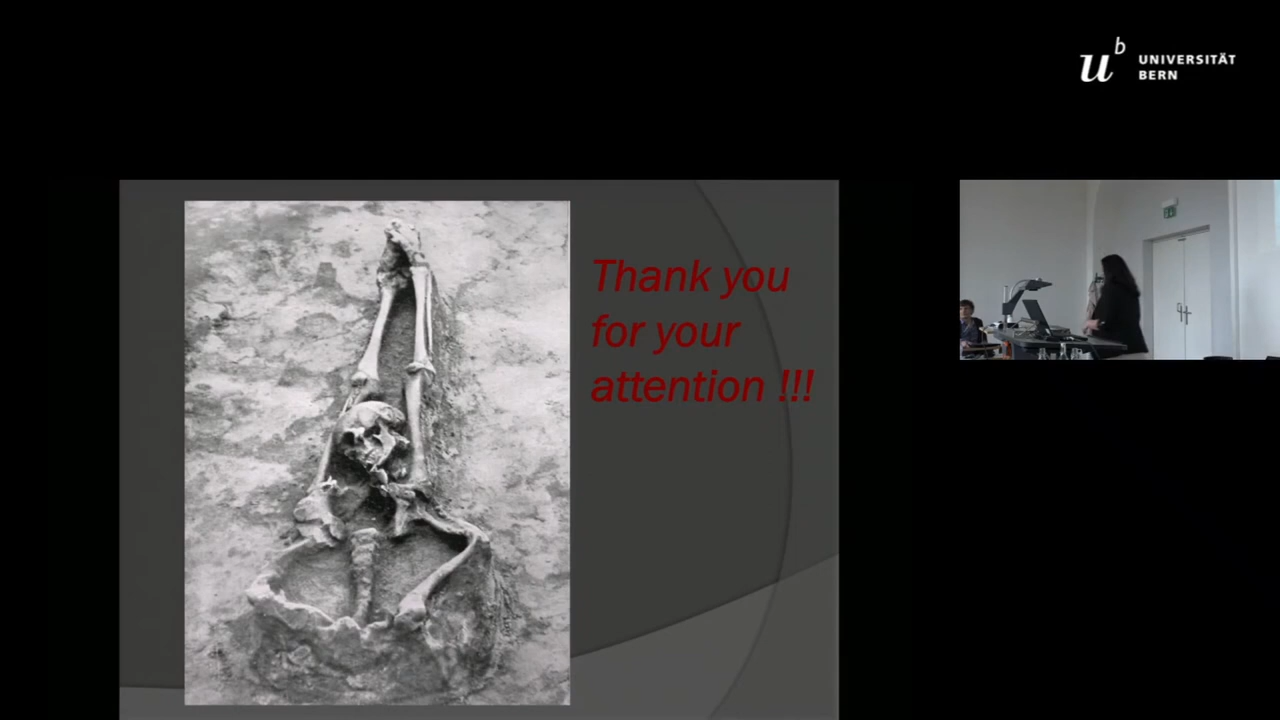 u b
UNIVERSITÄT
BERN
Thank you
for your
attention !!!